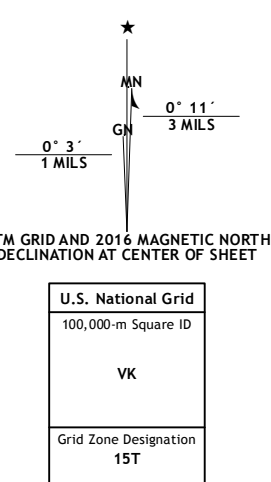 MN
0° 11´
3 MILS
GN
0° 3´
1 MILS
TM GRID AND 2016 MAGNETIC NORTH
DECLINATION AT CENTER OF SHEET
U.S. National Grid
100,000-m Square ID
VK
Grid Zone Designation
15T